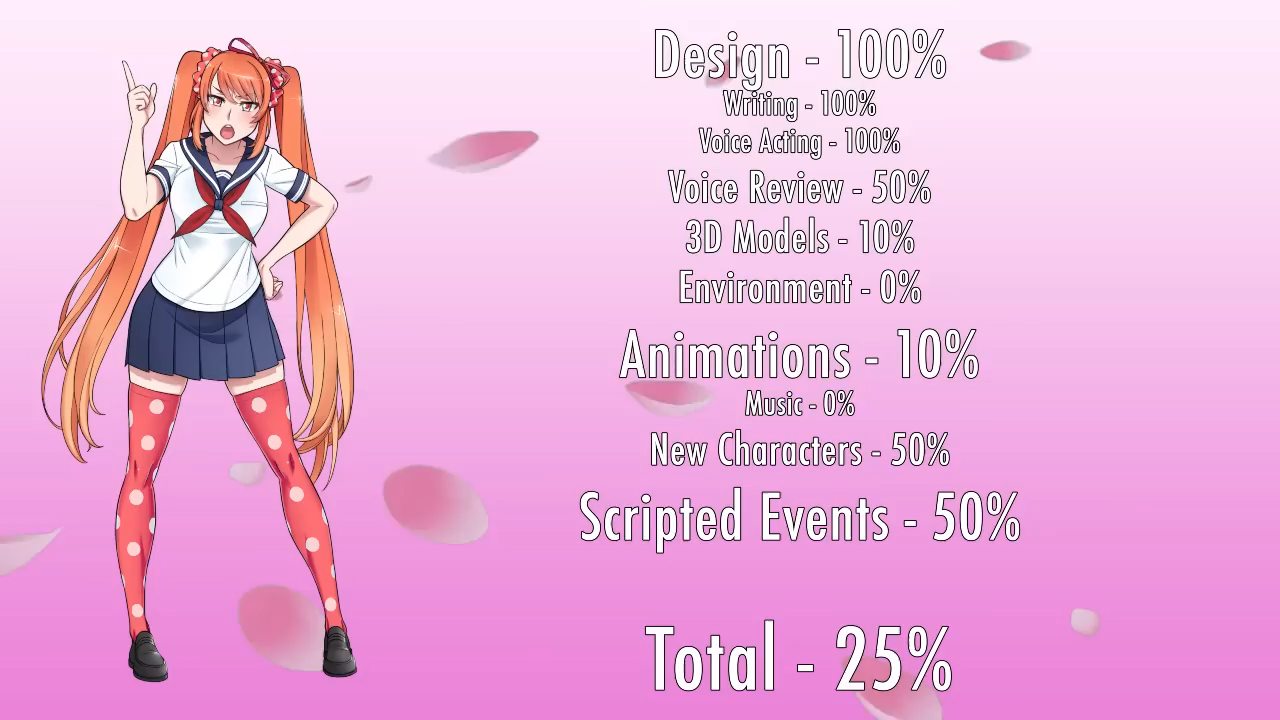 Design - 100%
Writing - 100%
Voice Acting - 100%
Voice Review - 50%
3D Models - 10%
Environment - 0%
Animations - 10%
Music - 0%
New Characters - 50%
Scripted Events - 50%
Total - 25%